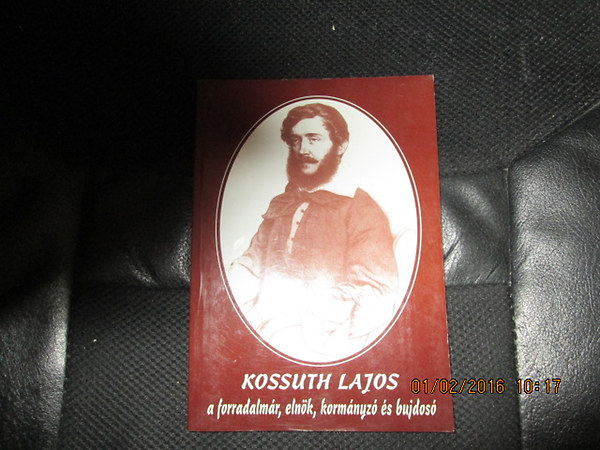 KOSSUTH LAJOS
a forradalmár, elnök, kormányzó és bujdosó
01/02/2016 10:17